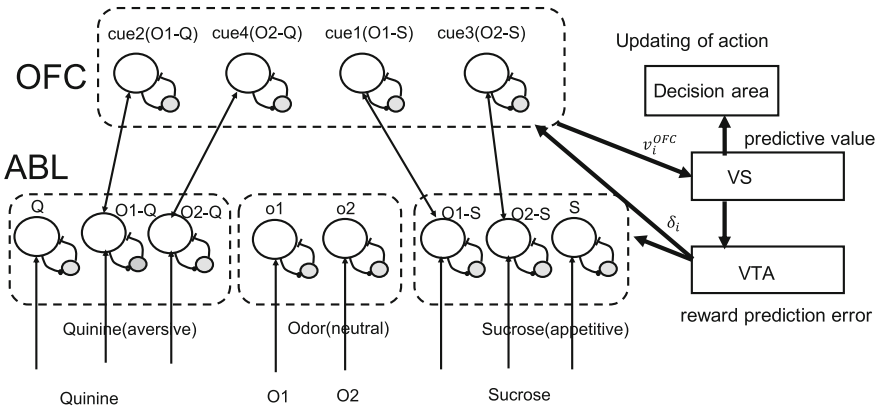 cue2(O1-Q) cue4(O2-Q) cue1(O1-S) cue3(O2-S)
Updating of action
OFC
Decision area
v_i^{OFC}
predictive value
VS
ABL
Q O1-Q O2-Q o1 o2 O1-S O2-S S
δ_i
VTA
Quinine(aversive) Odor(neutral) Sucrose(appetitive)
reward prediction error
Quinine O1 O2 Sucrose